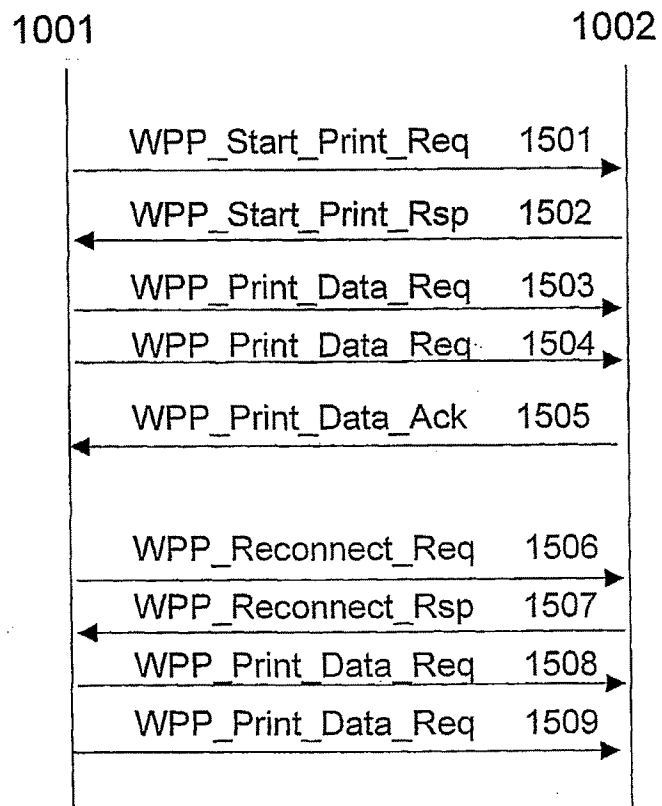 1001 1002
WPP_Start_Print_Req 1501
WPP_Start_Print_Rsp 1502
WPP_Print_Data_Req 1503
WPP_Print_Data_Req 1504
WPP_Print_Data_Ack 1505
WPP_Reconnect_Req 1506
WPP_Reconnect_Rsp 1507
WPP_Print_Data_Req 1508
WPP_Print_Data_Req 1509